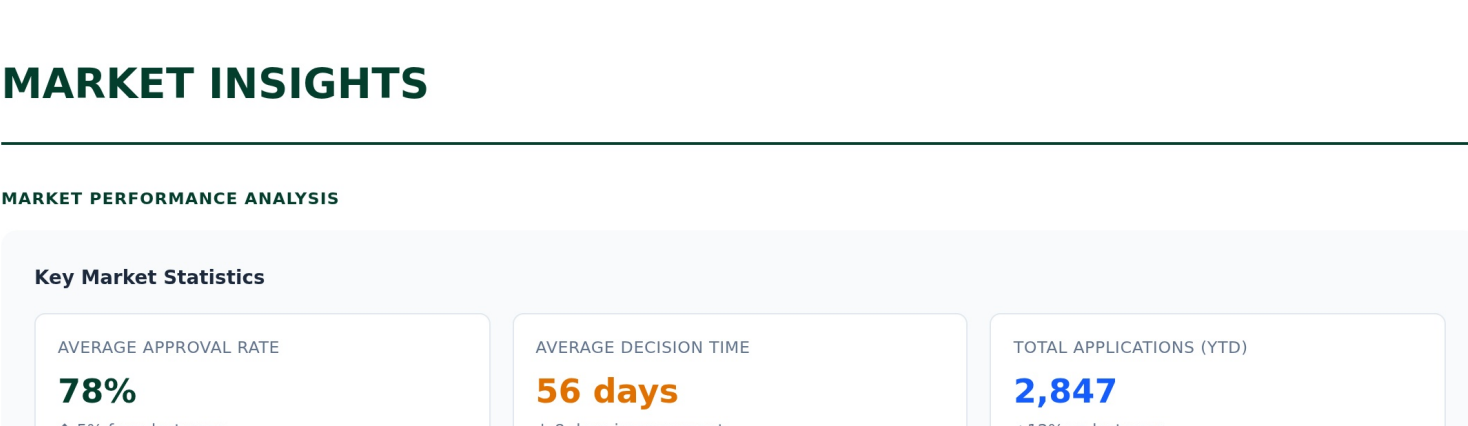 MARKET INSIGHTS
MARKET PERFORMANCE ANALYSIS
Key Market Statistics
AVERAGE APPROVAL RATE
78%
AVERAGE DECISION TIME
56 days
TOTAL APPLICATIONS (YTD)
2,847